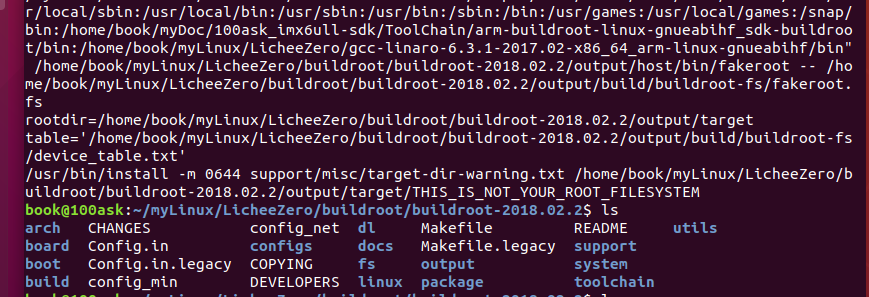 r/local/sbin:/usr/local/bin:/usr/sbin:/usr/bin:/sbin:/bin:/usr/games:/usr/local/games:/snap/
bin:/home/book/myDoc/100ask_imx6ull-sdk/ToolChain/arm-buildroot-linux-gnueabihf_sdk-buildroo
t/bin:/home/book/myLinux/LicheeZero/gcc-linaro-6.3.1-2017.02-x86_64_arm-linux-gnueabihf/bin"
 /home/book/myLinux/LicheeZero/buildroot/buildroot-2018.02.2/output/host/bin/fakeroot -- /ho
me/book/myLinux/LicheeZero/buildroot/buildroot-2018.02.2/output/build/buildroot-fs/fakeroot.
fs
rootdir=/home/book/myLinux/LicheeZero/buildroot/buildroot-2018.02.2/output/target
table='/home/book/myLinux/LicheeZero/buildroot/buildroot-2018.02.2/output/build/buildroot-fs
/device_table.txt'
/usr/bin/install -m 0644 support/misc/target-dir-warning.txt /home/book/myLinux/LicheeZero/b
uildroot/buildroot-2018.02.2/output/target/THIS_IS_NOT_YOUR_ROOT_FILESYSTEM
book@100ask:~/myLinux/LicheeZero/buildroot/buildroot-2018.02.2$ ls
arch   CHANGES           config_net  dl       Makefile         README     utils
board  Config.in         configs     docs     Makefile.legacy  support
boot   Config.in.legacy  COPYING     fs       output           system
build  config_min        DEVELOPERS  linux    package          toolchain